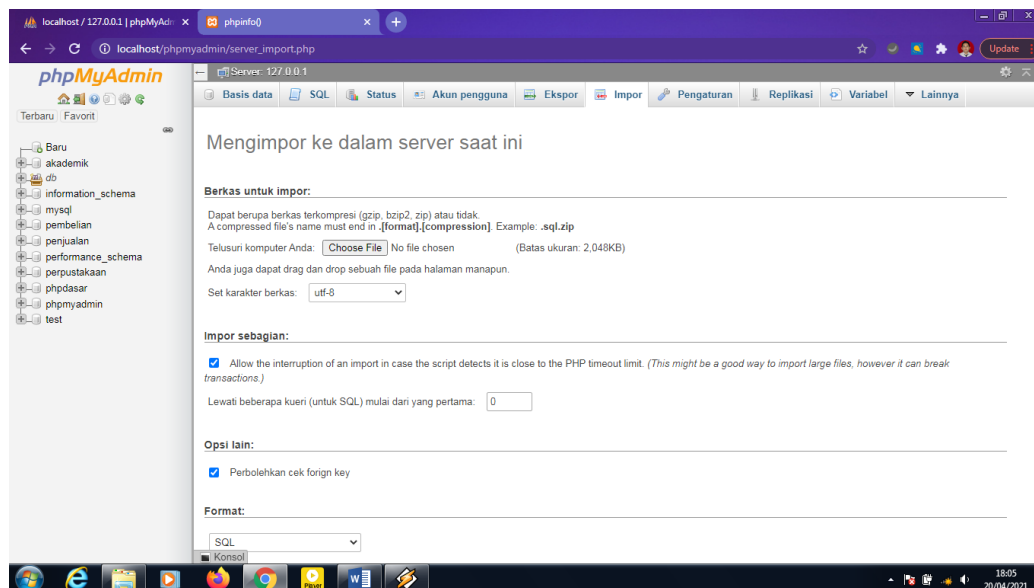 localhost / 127.0.0.1 | phpMyAdm
phpinfo()
localhost/phpmyadmin/server_import.php
Update
phpMyAdmin
Terbaru Favorit
Baru
akademik
db
information_schema
mysql
pembelian
penjualan
performance_schema
perpustakaan
phpdasar
phpmyadmin
test
Server: 127.0.0.1
Basis data SQL Status Akun pengguna Ekspor Impor Pengaturan Replikasi Variabel Lainnya
Mengimpor ke dalam server saat ini
Berkas untuk impor:
Dapat berupa berkas terkompresi (gzip, bzip2, zip) atau tidak.
A compressed file's name must end in .[format].[compression]. Example: .sql.zip
Telusuri komputer Anda: Choose File No file chosen (Batas ukuran: 2,048KB)
Anda juga dapat drag dan drop sebuah file pada halaman manapun.
Set karakter berkas: utf-8
Impor sebagian:
Allow the interruption of an import in case the script detects it is close to the PHP timeout limit. (This might be a good way to import large files, however it can break
transactions.)
Lewati beberapa kueri (untuk SQL) mulai dari yang pertama: 0
Opsi lain:
Perbolehkan cek forign key
Format:
SQL
Konsol
Player
18:05
20/04/2021